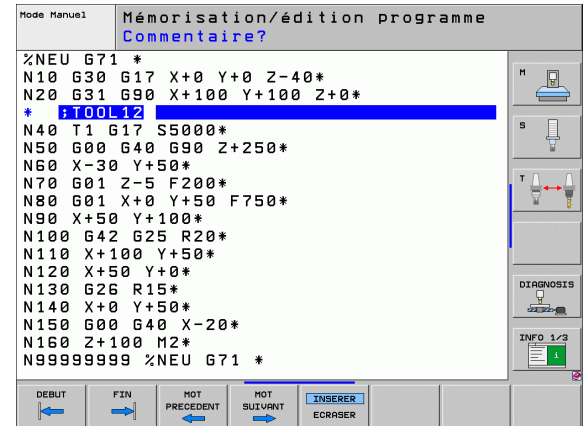 Mode Manuel
Mémorisation/édition programme
Commentaire?
%NEU G71 *
N10 G30 G17 X+0 Y+0 Z-40*
N20 G31 G90 X+100 Y+100 Z+0*
* ;TOOL12
N40 T1 G17 S5000*
N50 G00 G40 G90 Z+250*
N60 X-30 Y+50*
N70 G01 Z-5 F200*
N80 G01 X+0 Y+50 F750*
N90 X+50 Y+100*
N100 G42 G25 R20*
N110 X+100 Y+50*
N120 X+50 Y+0*
N130 G26 R15*
N140 X+0 Y+50*
N150 G00 G40 X-20*
N160 Z+100 M2*
N99999999 %NEU G71 *
M
S
T
DIAGNOSIS
INFO 1/3
DEBUT
FIN
MOT PRECEDENT
MOT SUIVANT
INSERER
ECRASER